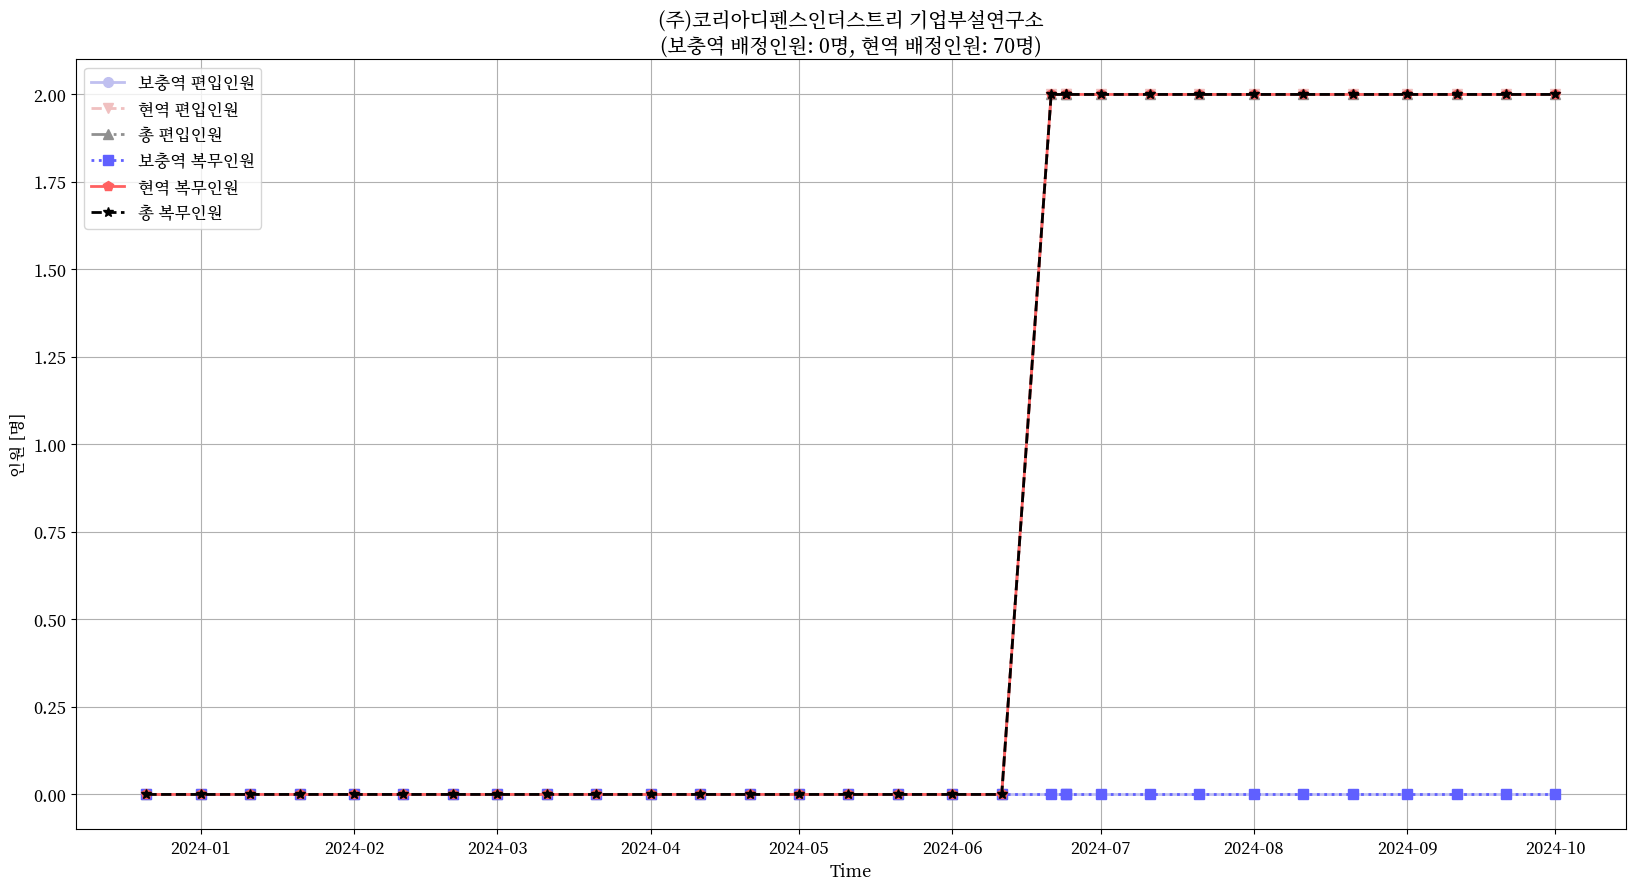 (주)코리아디펜스인더스트리 기업부설연구소
(보충역 배정인원: 0명, 현역 배정인원: 70명)
보충역 편입인원
현역 편입인원
총 편입인원
보충역 복무인원
현역 복무인원
총 복무인원
인원 [명]
2.00
1.75
1.50
1.25
1.00
0.75
0.50
0.25
0.00
2024-01
2024-02
2024-03
2024-04
2024-05
2024-06
2024-07
2024-08
2024-09
2024-10
Time